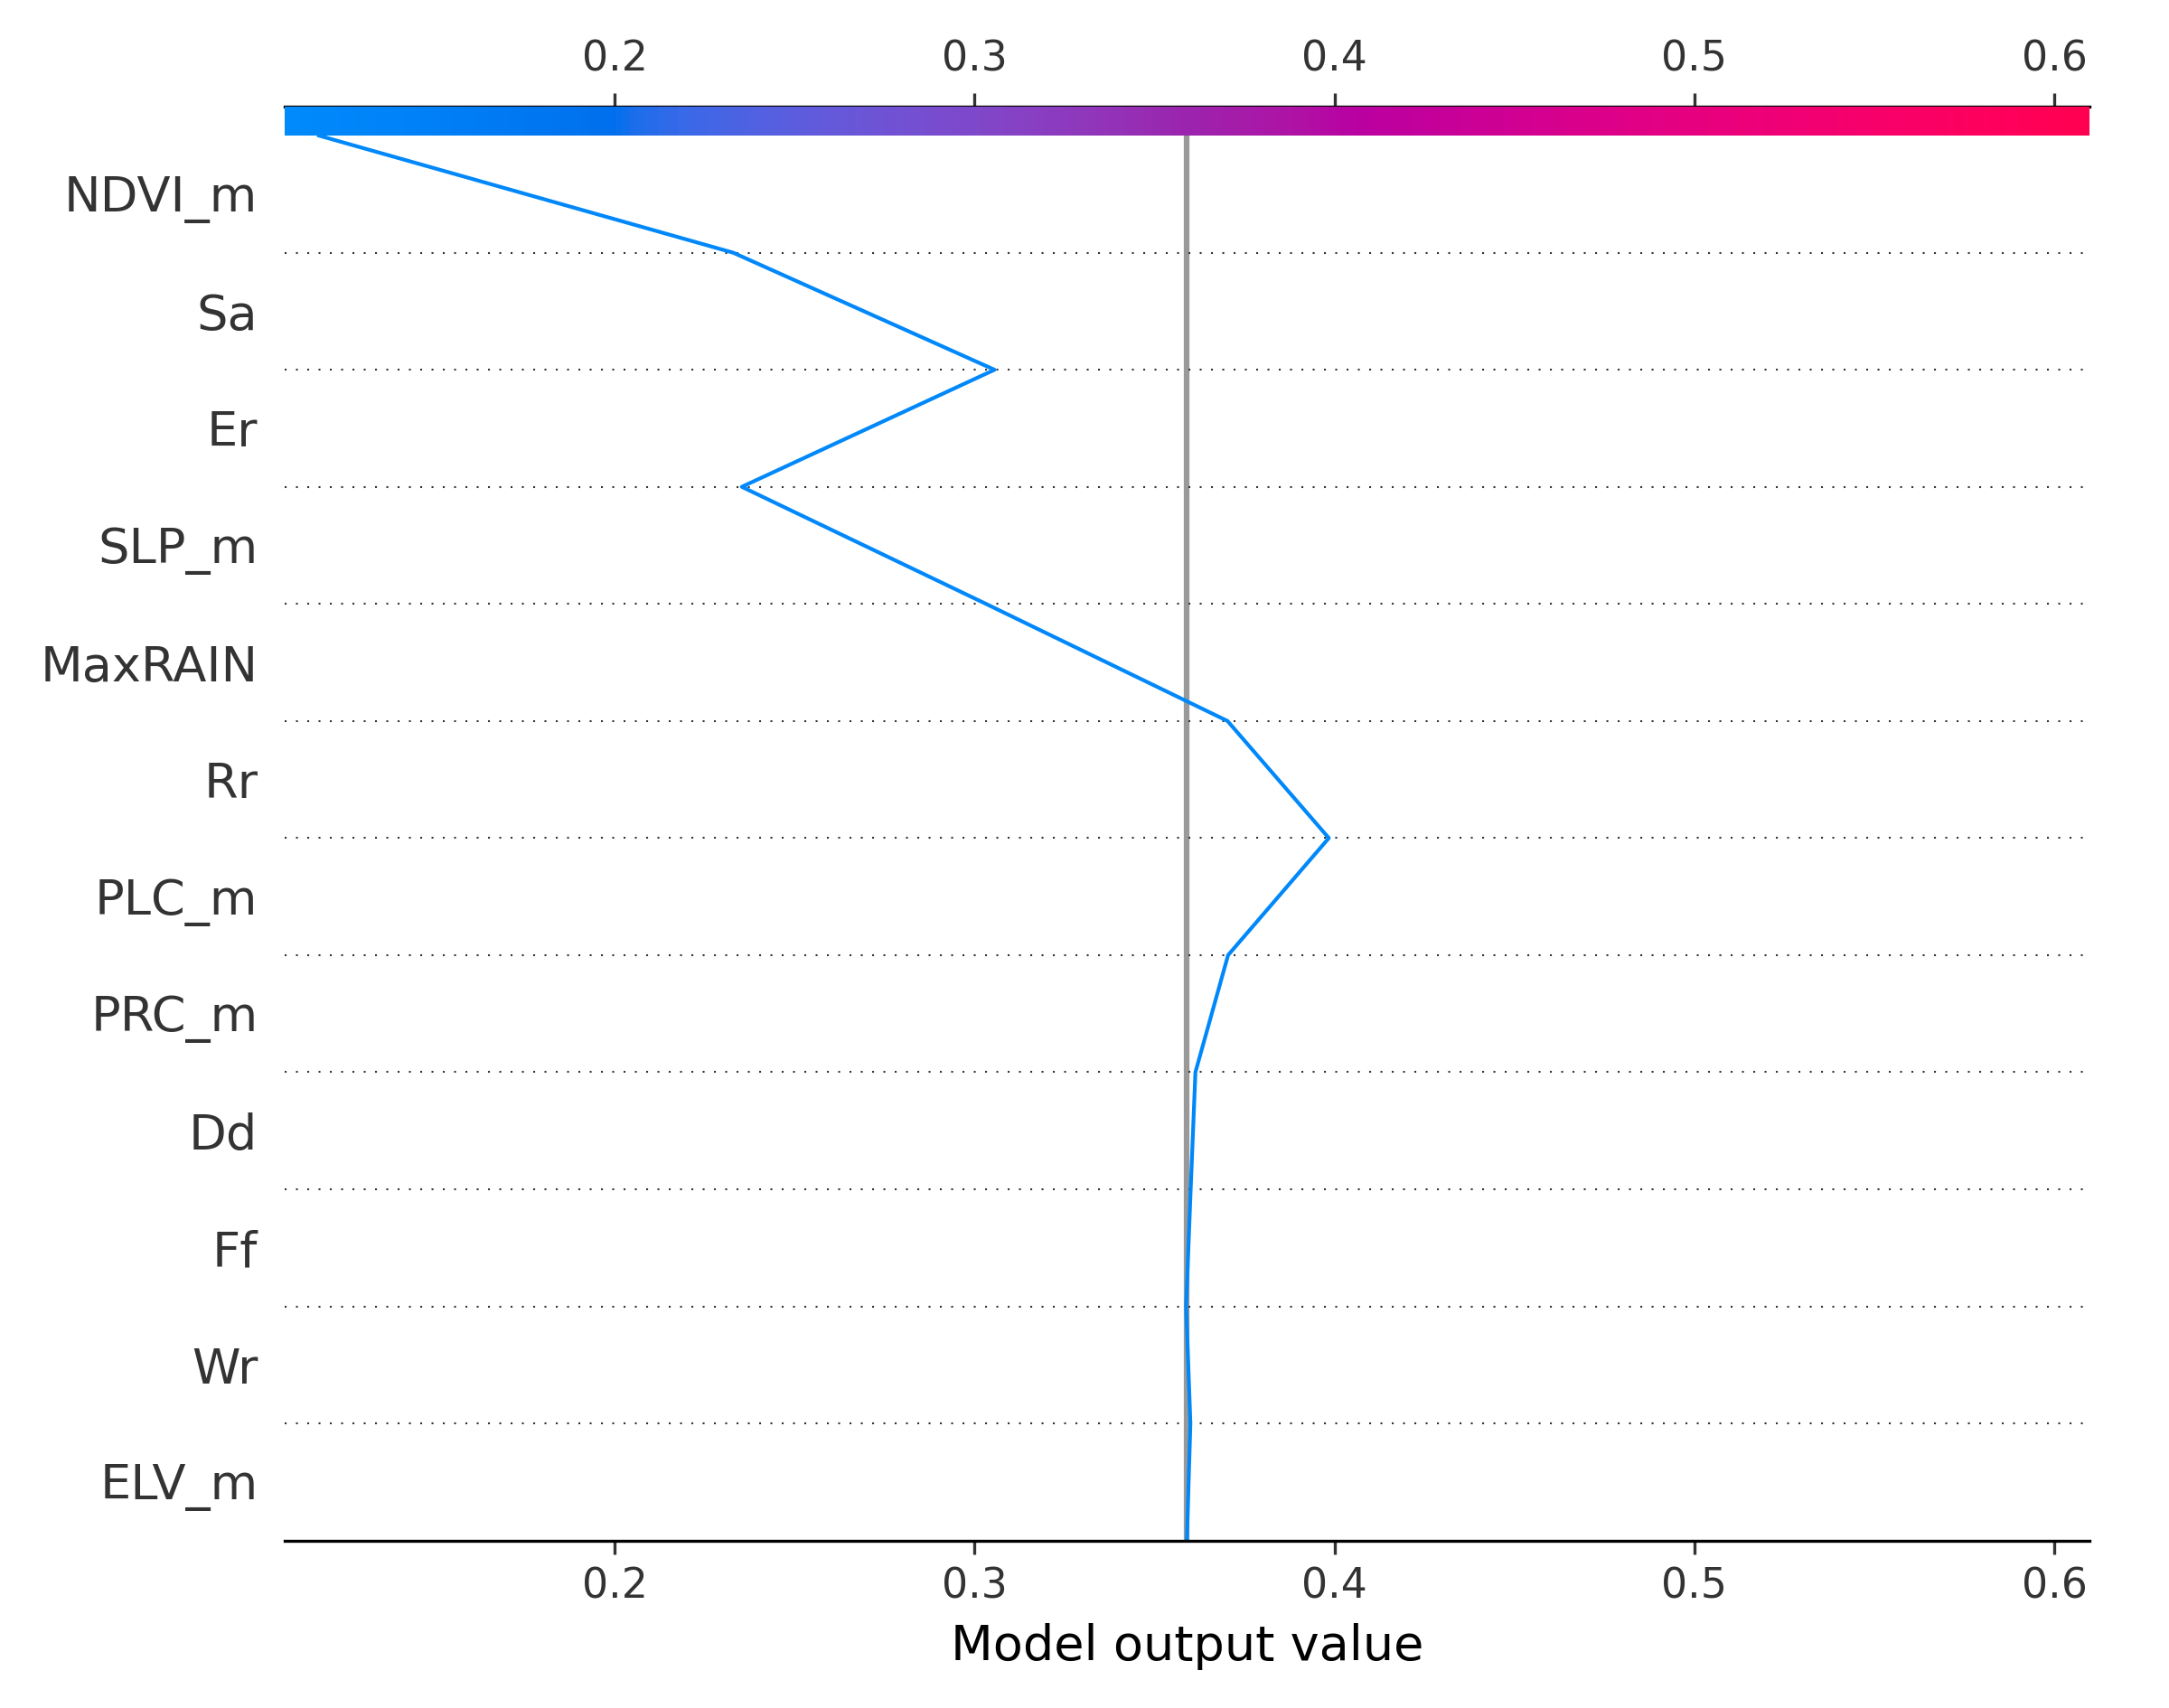 0.2 0.3 0.4 0.5 0.6
NDVI_m
Sa
Er
SLP_m
MaxRAIN
Rr
PLC_m
PRC_m
Dd
Ff
Wr
ELV_m
0.2 0.3 0.4 0.5 0.6
Model output value